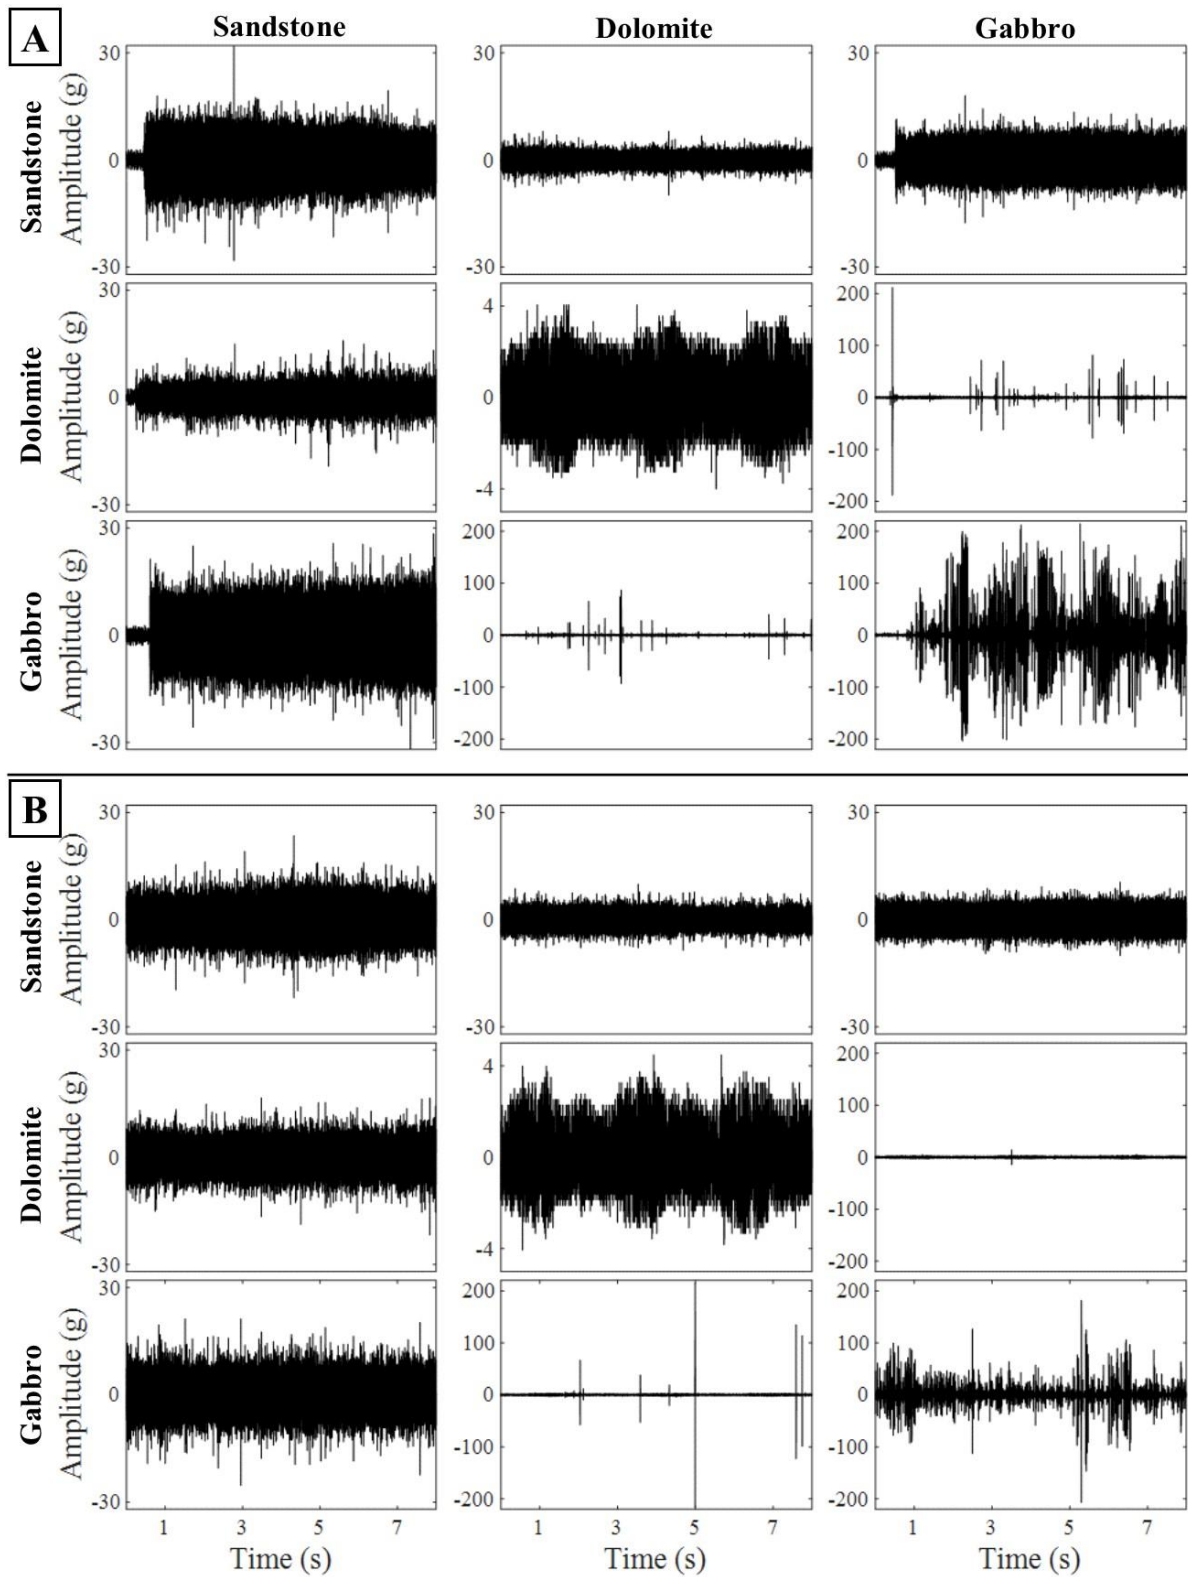 A
Sandstone Dolomite Gabbro
Sandstone
Amplitude (g)
30 30 30
0 0 0
-30 -30 -30
Dolomite
Amplitude (g)
30 4 200
100
0 0 0
-100
-30 -4 -200
Gabbro
Amplitude (g)
30 200 200
100 100
0 0 0
-100 -100
-30 -200 -200
B
Sandstone
Amplitude (g)
30 30 30
0 0 0
-30 -30 -30
Dolomite
Amplitude (g)
30 4 200
100
0 0 0
-100
-30 -4 -200
Gabbro
Amplitude (g)
30 200 200
100 100
0 0 0
-100 -100
-30 -200 -200
1 3 5 7 1 3 5 7 1 3 5 7
Time (s) Time (s) Time (s)